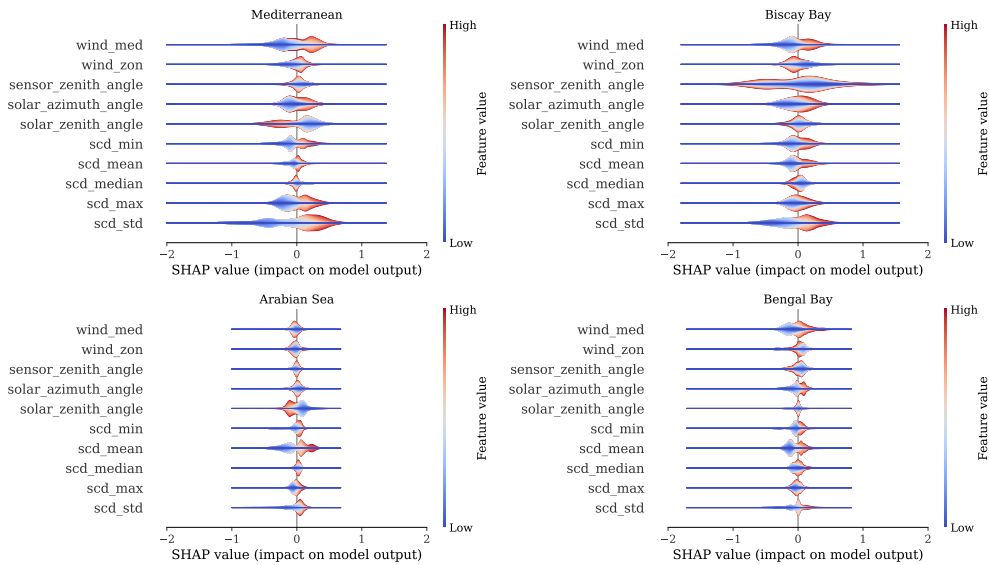 Mediterranean
High
wind_med
wind_zon
sensor_zenith_angle
solar_azimuth_angle
solar_zenith_angle
scd_min
scd_mean
scd_median
scd_max
scd_std
Feature value
Low
−2 −1 0 1 2
SHAP value (impact on model output)
Biscay Bay
High
wind_med
wind_zon
sensor_zenith_angle
solar_azimuth_angle
solar_zenith_angle
scd_min
scd_mean
scd_median
scd_max
scd_std
Feature value
Low
−2 −1 0 1 2
SHAP value (impact on model output)
Arabian Sea
High
wind_med
wind_zon
sensor_zenith_angle
solar_azimuth_angle
solar_zenith_angle
scd_min
scd_mean
scd_median
scd_max
scd_std
Feature value
Low
−2 −1 0 1 2
SHAP value (impact on model output)
Bengal Bay
High
wind_med
wind_zon
sensor_zenith_angle
solar_azimuth_angle
solar_zenith_angle
scd_min
scd_mean
scd_median
scd_max
scd_std
Feature value
Low
−2 −1 0 1 2
SHAP value (impact on model output)